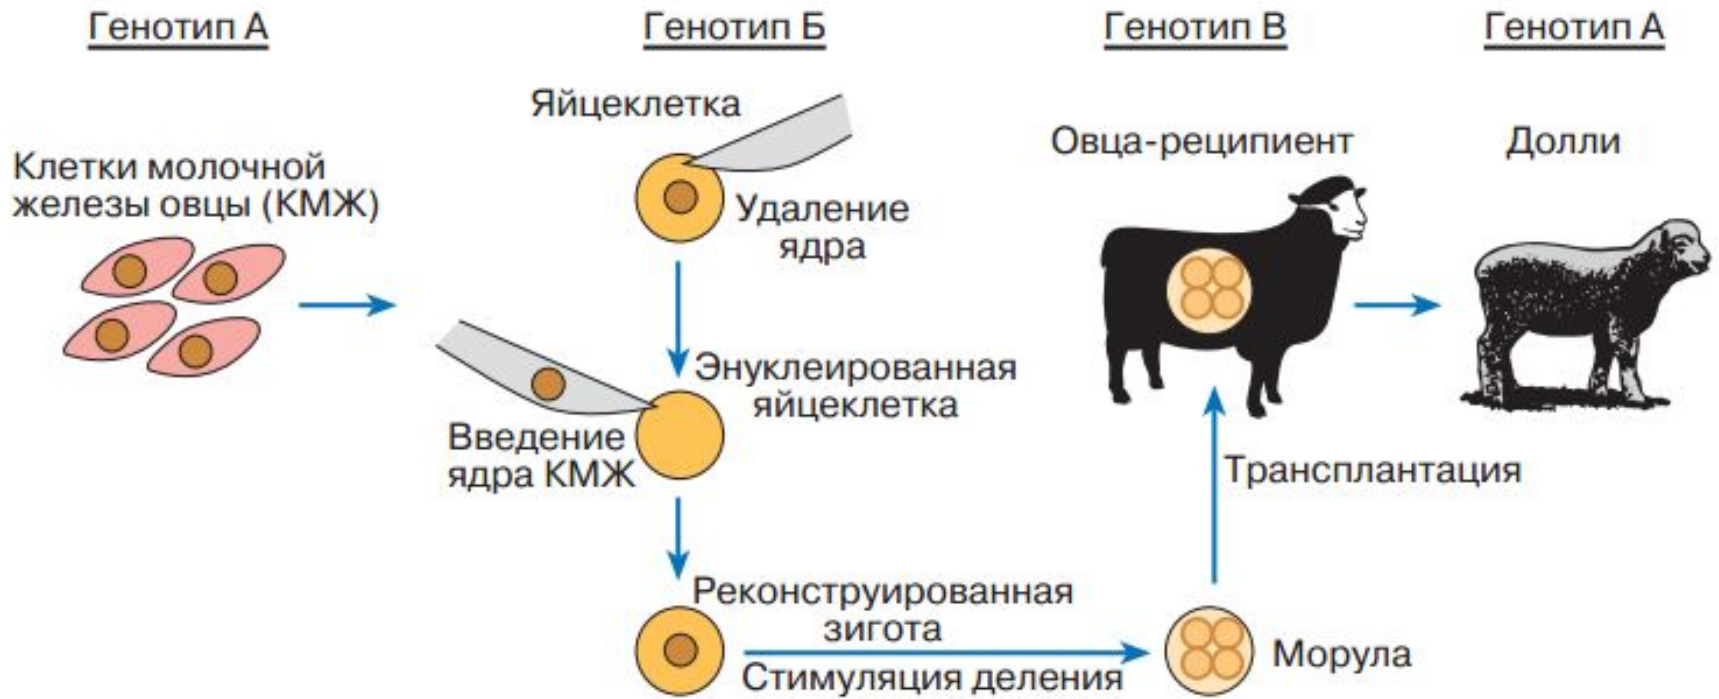 Генотип А
Генотип Б
Генотип В
Генотип А
Клетки молочной
железы овцы (КМЖ)
Яйцеклетка
Удаление
ядра
Энуклеированная
яйцеклетка
Введение
ядра КМЖ
Реконструированная
зигота
Стимуляция деления
Морула
Трансплантация
Овца-реципиент
Долли